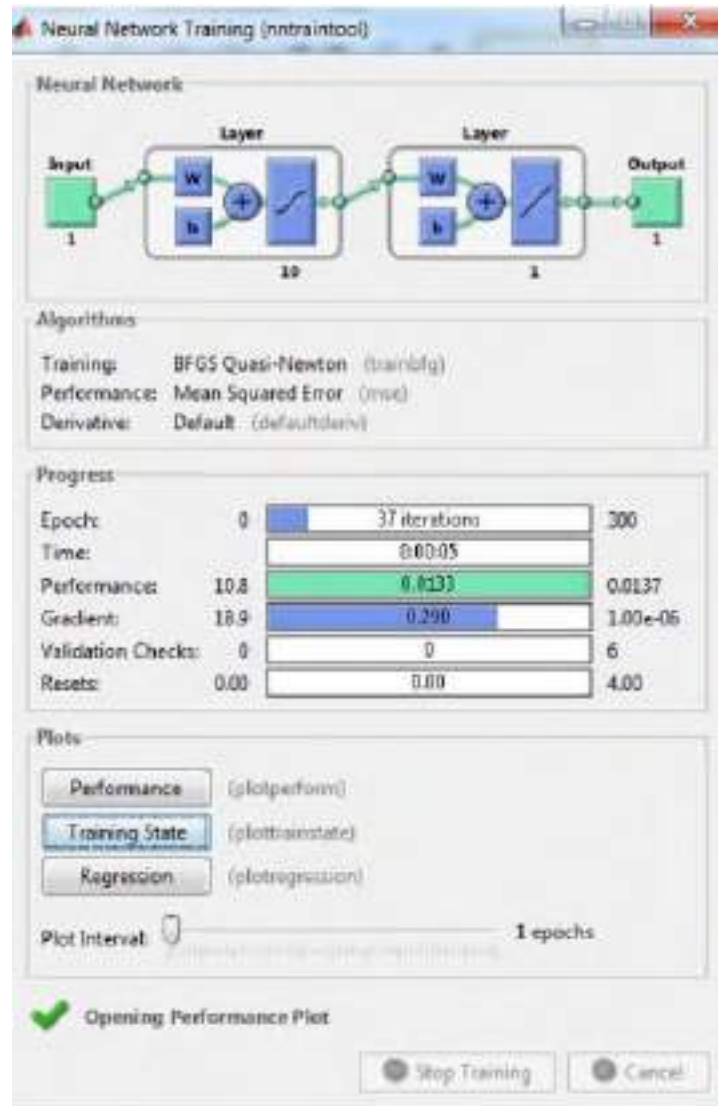 Neural Network Training (nntraintool)
Neural Network
Layer Layer
Input Output
W W
b b
1 10 1 1
Algorithms
Training: BFGS Quasi-Newton (trainbfg)
Performance: Mean Squared Error (mse)
Derivative: Default (defaultderiv)
Progress
Epoch: 0 37 iterations 300
Time: 0:00:05
Performance: 10.8 0.0133 0.0137
Gradient: 18.9 0.290 1.00e-06
Validation Checks: 0 0 6
Resets: 0.00 0.00 4.00
Plots
Performance (plotperform)
Training State (plottrainstate)
Regression (plotregression)
Plot Interval: 1 epochs
Opening Performance Plot
Stop Training Cancel